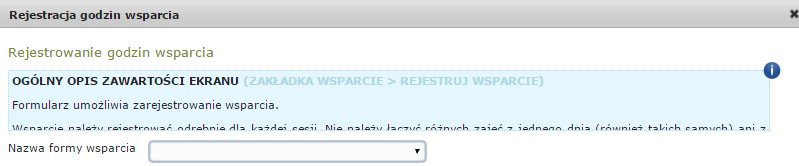 Rejestracja godzin wsparcia
Rejestrowanie godzin wsparcia
OGÓLNY OPIS ZAWARTOŚCI EKRANU (ZAKŁADKA WSPARCIE > REJESTRUJ WSPARCIE)
Formularz umożliwia zarejestrowanie wsparcia.
Wsparcie należy rejestrować odrębnie dla każdej sesji. Nie należy łączyć różnych zajęć z jednego dnia (również takich samych) ani z
Nazwa formy wsparcia